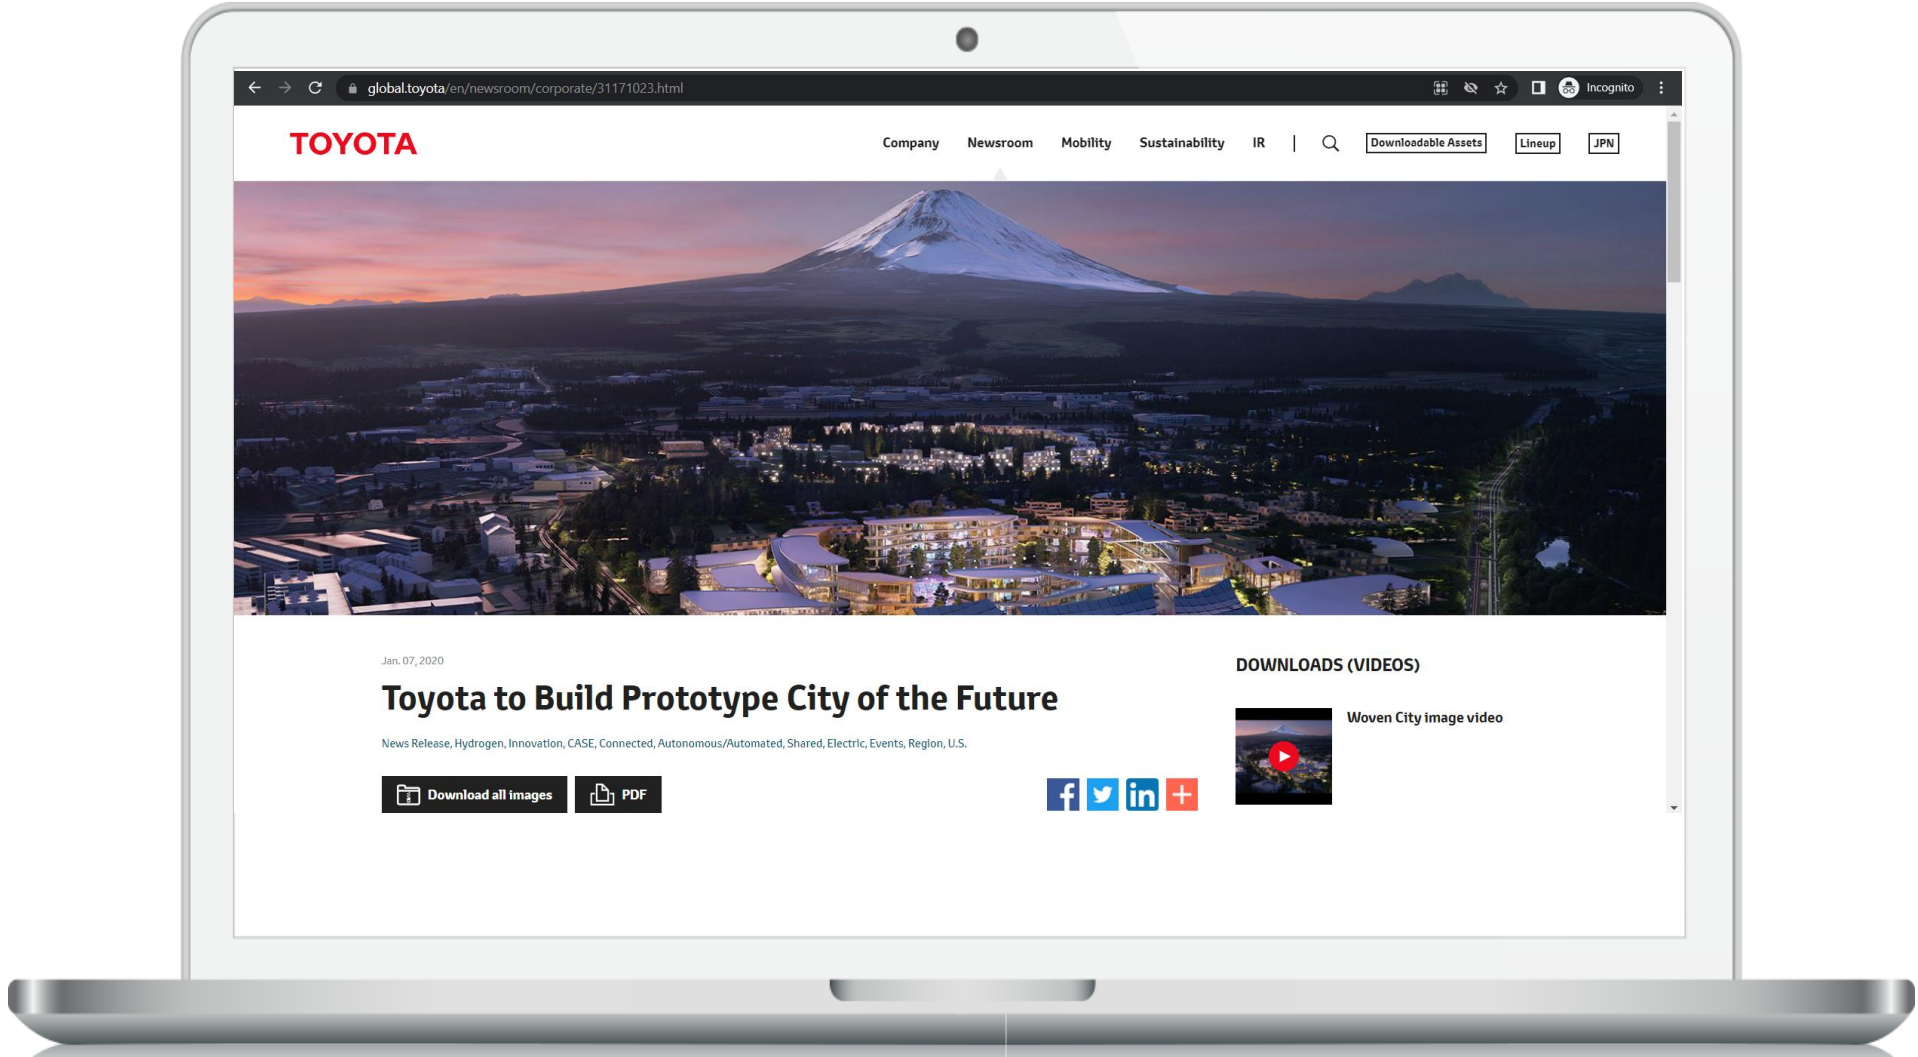 global.toyota/en/newsroom/corporate/31171023.html
Incognito
TOYOTA
Company Newsroom Mobility Sustainability IR | Downloadable Assets Lineup JPN
Jan. 07, 2020
Toyota to Build Prototype City of the Future
News Release, Hydrogen, Innovation, CASE, Connected, Autonomous/Automated, Shared, Electric, Events, Region, U.S.
Download all images
PDF
DOWNLOADS (VIDEOS)
Woven City image video